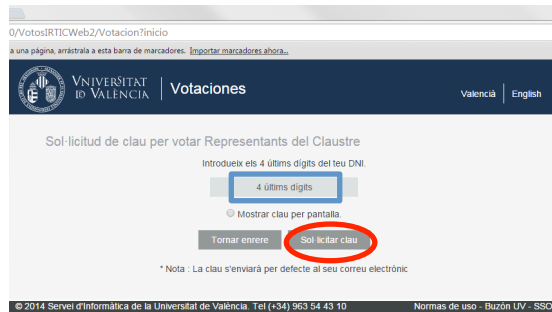 0/VotosIRTICWeb2/Votacion?inicio
a una página, arrástrala a esta barra de marcadores. Importar marcadores ahora...
VNIVERSITAT
ID VALÈNCIA
Votaciones
Valencià English
Sol·licitud de clau per votar Representants del Claustre
Introdueix els 4 últims dígits del teu DNI.
4 últims dígits
Mostrar clau per pantalla.
Tornar enrere Sol·licitar clau
* Nota : La clau s'enviarà per defecte al seu correu electrònic
© 2014 Servei d'Informàtica de la Universitat de València. Tel (+34) 963 54 43 10 Normas de uso - Buzón UV - SSO